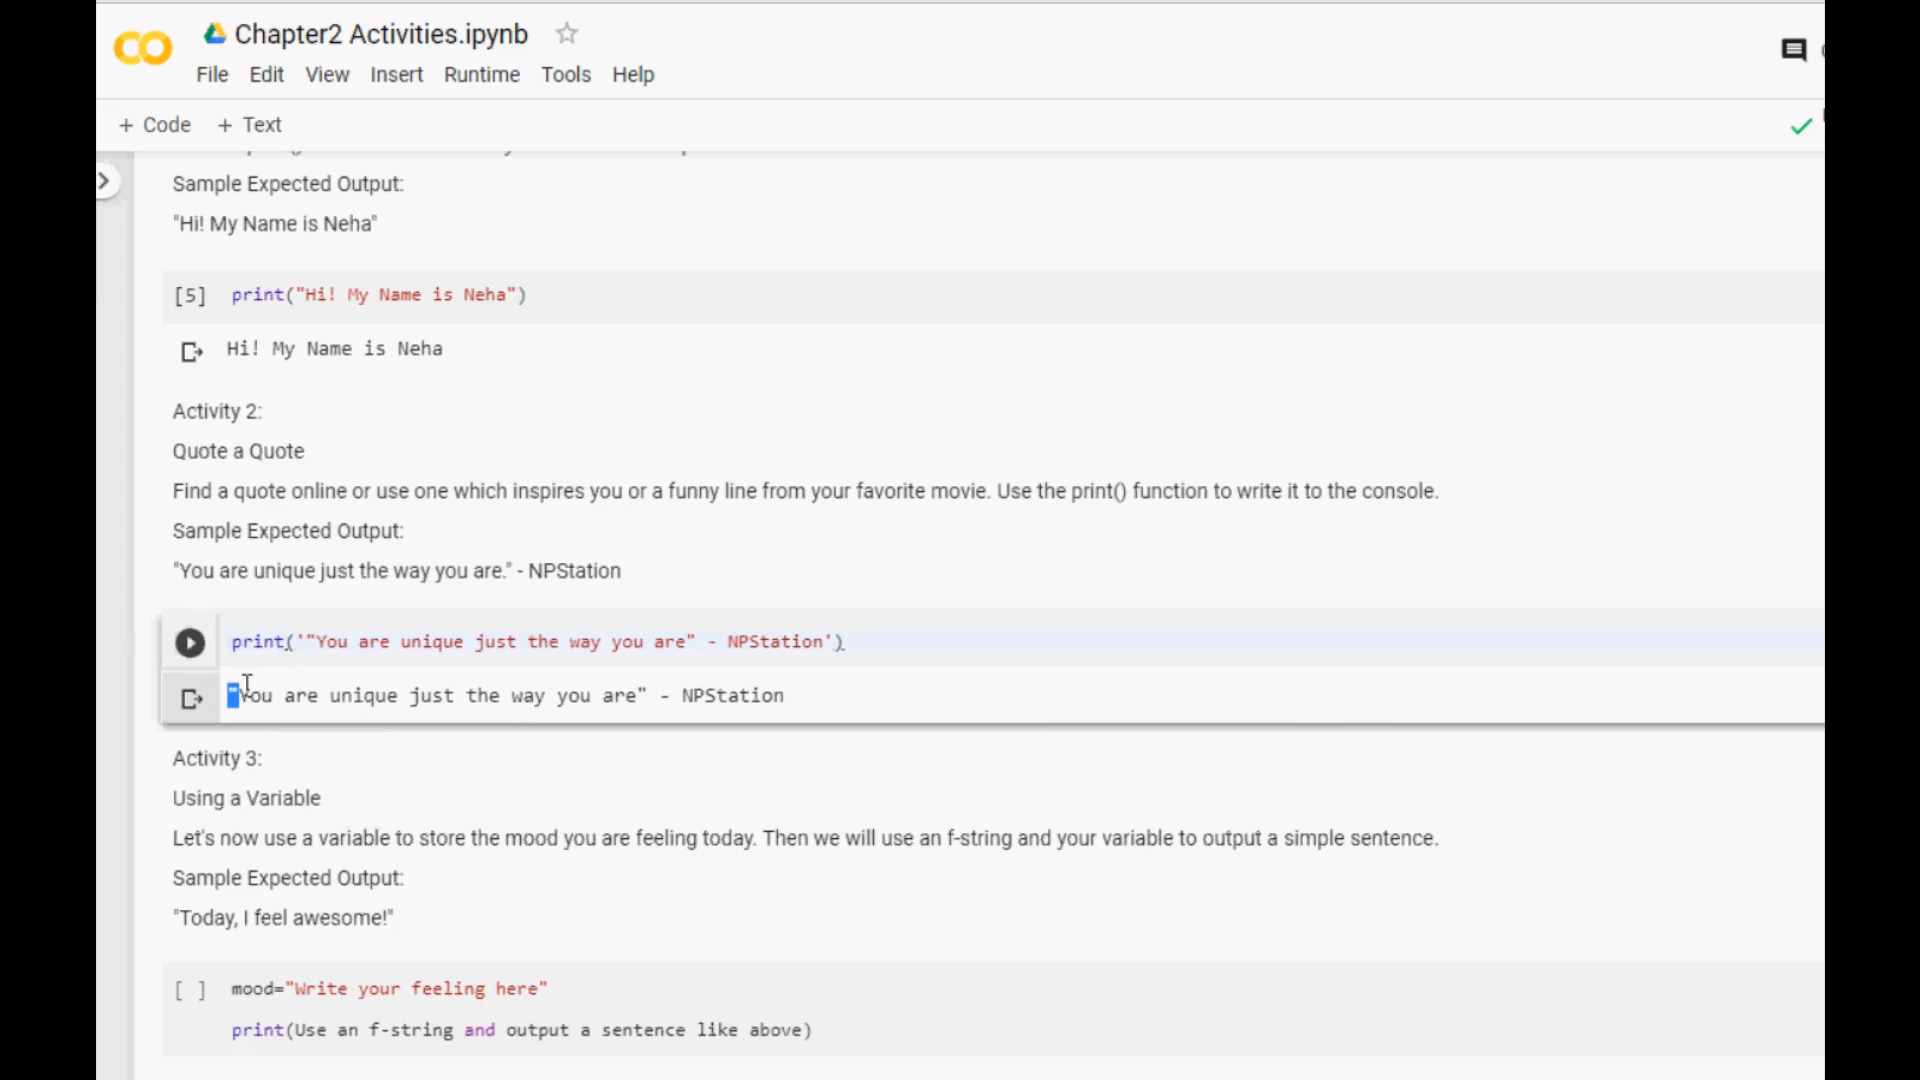 Chapter2 Activities.ipynb
File Edit View Insert Runtime Tools Help
+ Code + Text
Sample Expected Output:
"Hi! My Name is Neha"
[5] print("Hi! My Name is Neha")
Hi! My Name is Neha
Activity 2:
Quote a Quote
Find a quote online or use one which inspires you or a funny line from your favorite movie. Use the print() function to write it to the console.
Sample Expected Output:
"You are unique just the way you are." - NPStation
print('"You are unique just the way you are" - NPStation')
"You are unique just the way you are" - NPStation
Activity 3:
Using a Variable
Let's now use a variable to store the mood you are feeling today. Then we will use an f-string and your variable to output a simple sentence.
Sample Expected Output:
"Today, I feel awesome!"
[ ] mood="Write your feeling here"
print(Use an f-string and output a sentence like above)